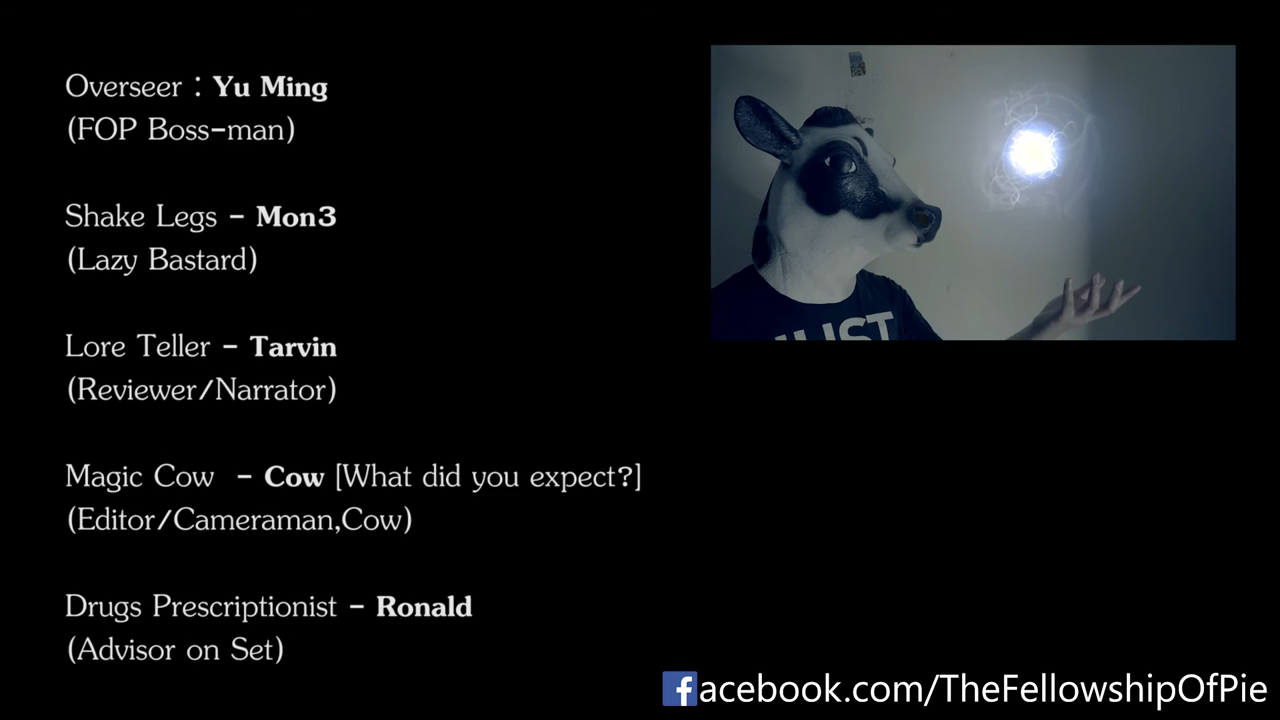 Overseer : Yu Ming
(FOP Boss-man)
Shake Legs - Mon3
(Lazy Bastard)
Lore Teller - Tarvin
(Reviewer/Narrator)
Magic Cow - Cow [What did you expect?]
(Editor/Cameraman,Cow)
Drugs Prescriptionist - Ronald
(Advisor on Set)
facebook.com/TheFellowshipOfPie